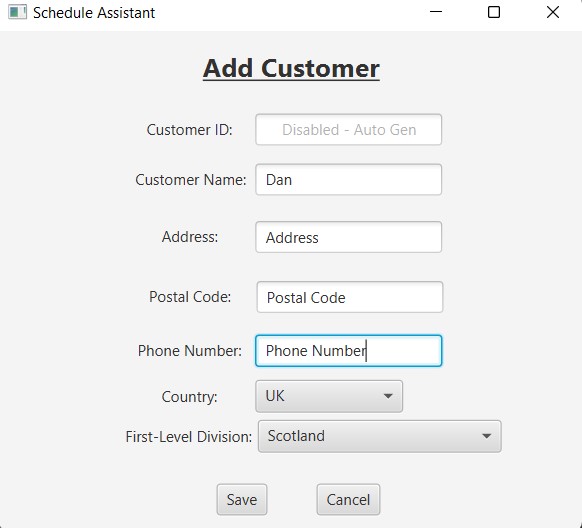 Schedule Assistant
Add Customer
Customer ID: Disabled - Auto Gen
Customer Name: Dan
Address: Address
Postal Code: Postal Code
Phone Number: Phone Number
Country: UK
First-Level Division: Scotland
Save Cancel